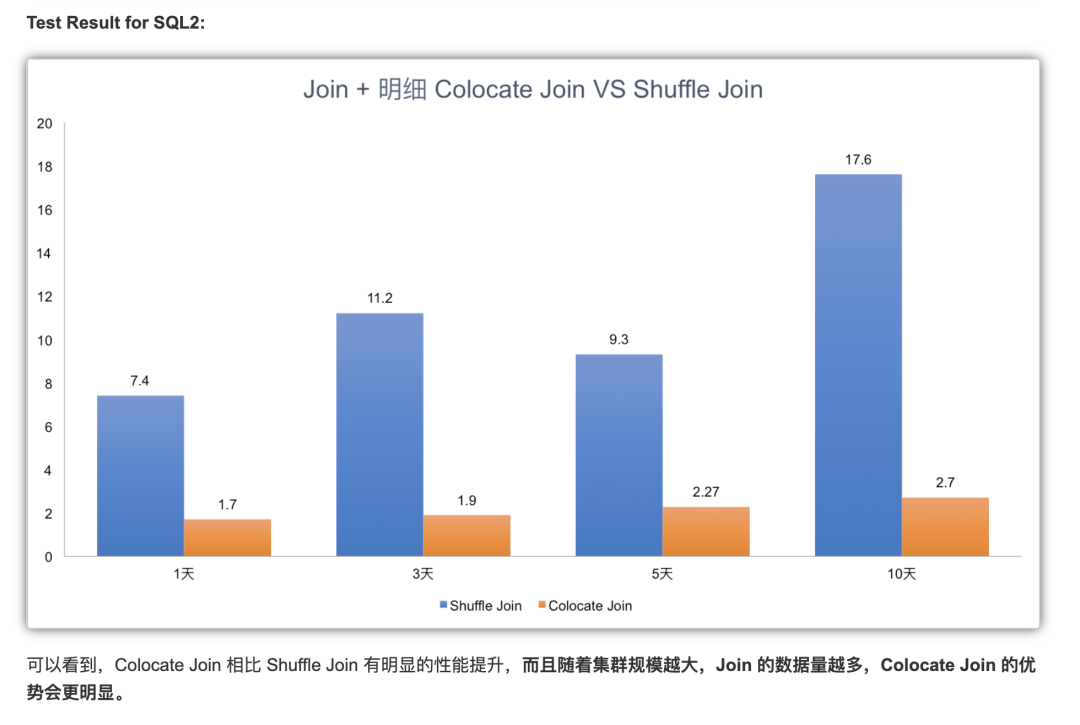 Test Result for SQL2:
Join + 明细 Colocate Join VS Shuffle Join
20
18
16
14
12
10
8
6
4
2
0
17.6
11.2
9.3
7.4
2.7
2.27
1.9
1.7
1天
3天
5天
10天
Shuffle Join
Colocate Join
可以看到，Colocate Join 相比 Shuffle Join 有明显的性能提升，而且随着集群规模越大，Join 的数据量越多，Colocate Join 的优
势会更明显。